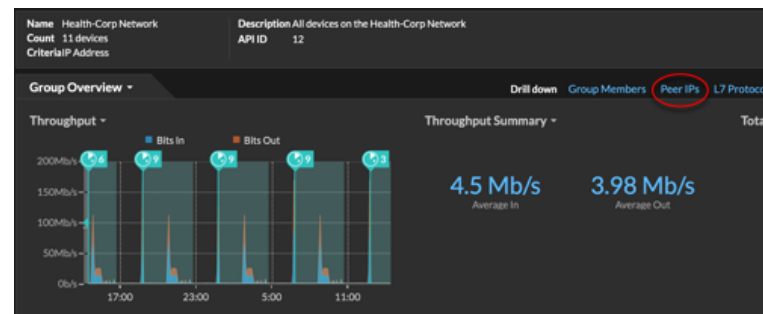 Name Health-Corp Network
Description All devices on the Health-Corp Network
Count 11 devices
API ID 12
CriteriaIP Address
Group Overview
Drill down Group Members Peer IPs L7 Protoco
Throughput
Throughput Summary
Tota
Bits In Bits Out
200Mb/s 6 9 9 9 3
150Mb/s
100Mb/s
50Mb/s
0b/s
17:00 23:00 5:00 11:00
4.5 Mb/s 3.98 Mb/s
Average In Average Out